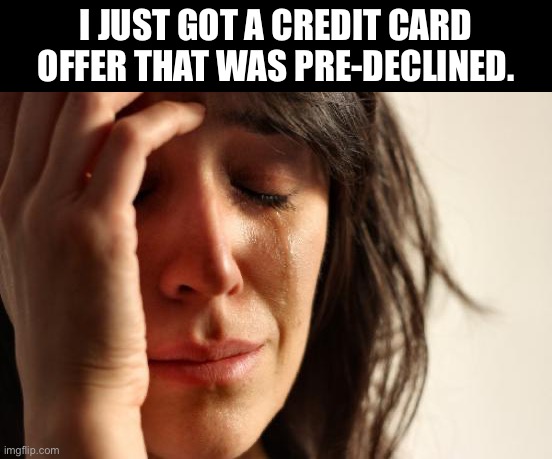 I JUST GOT A CREDIT CARD
OFFER THAT WAS PRE-DECLINED.
imgflip.com